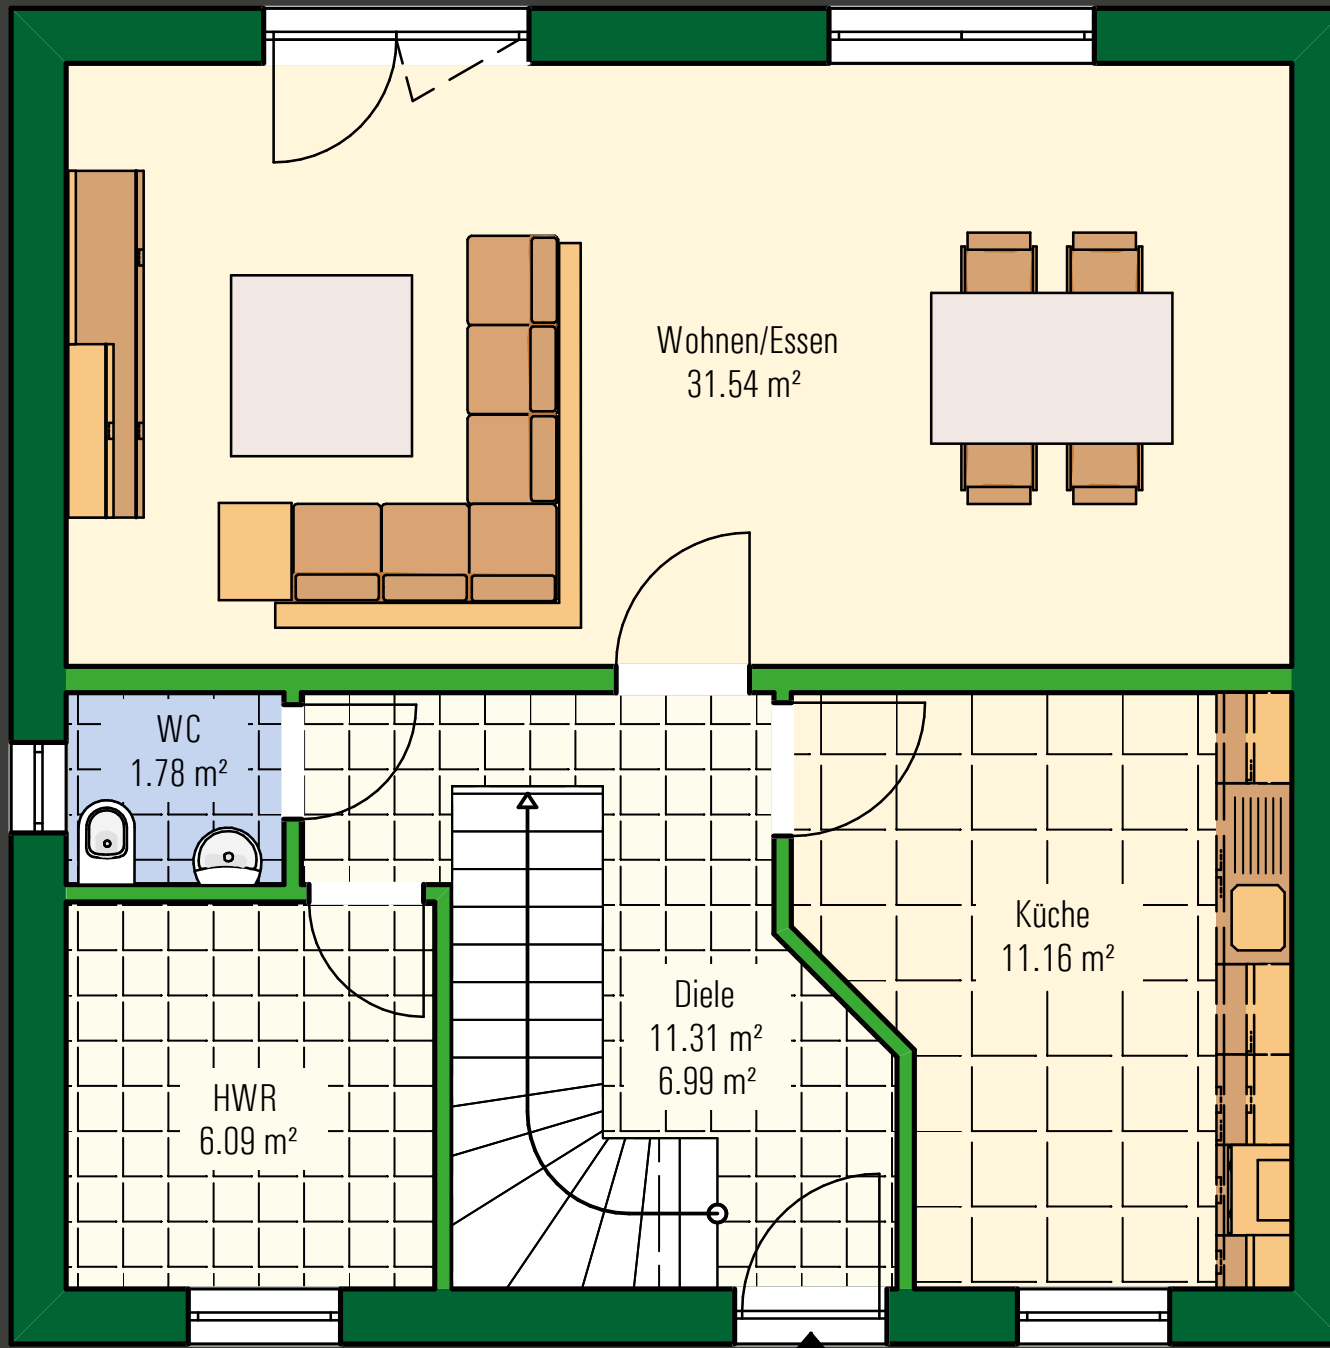 Wohnen/Essen
31.54 m²
WC
1.78 m²
Küche
11.16 m²
Diele
11.31 m²
6.99 m²
HWR
6.09 m²